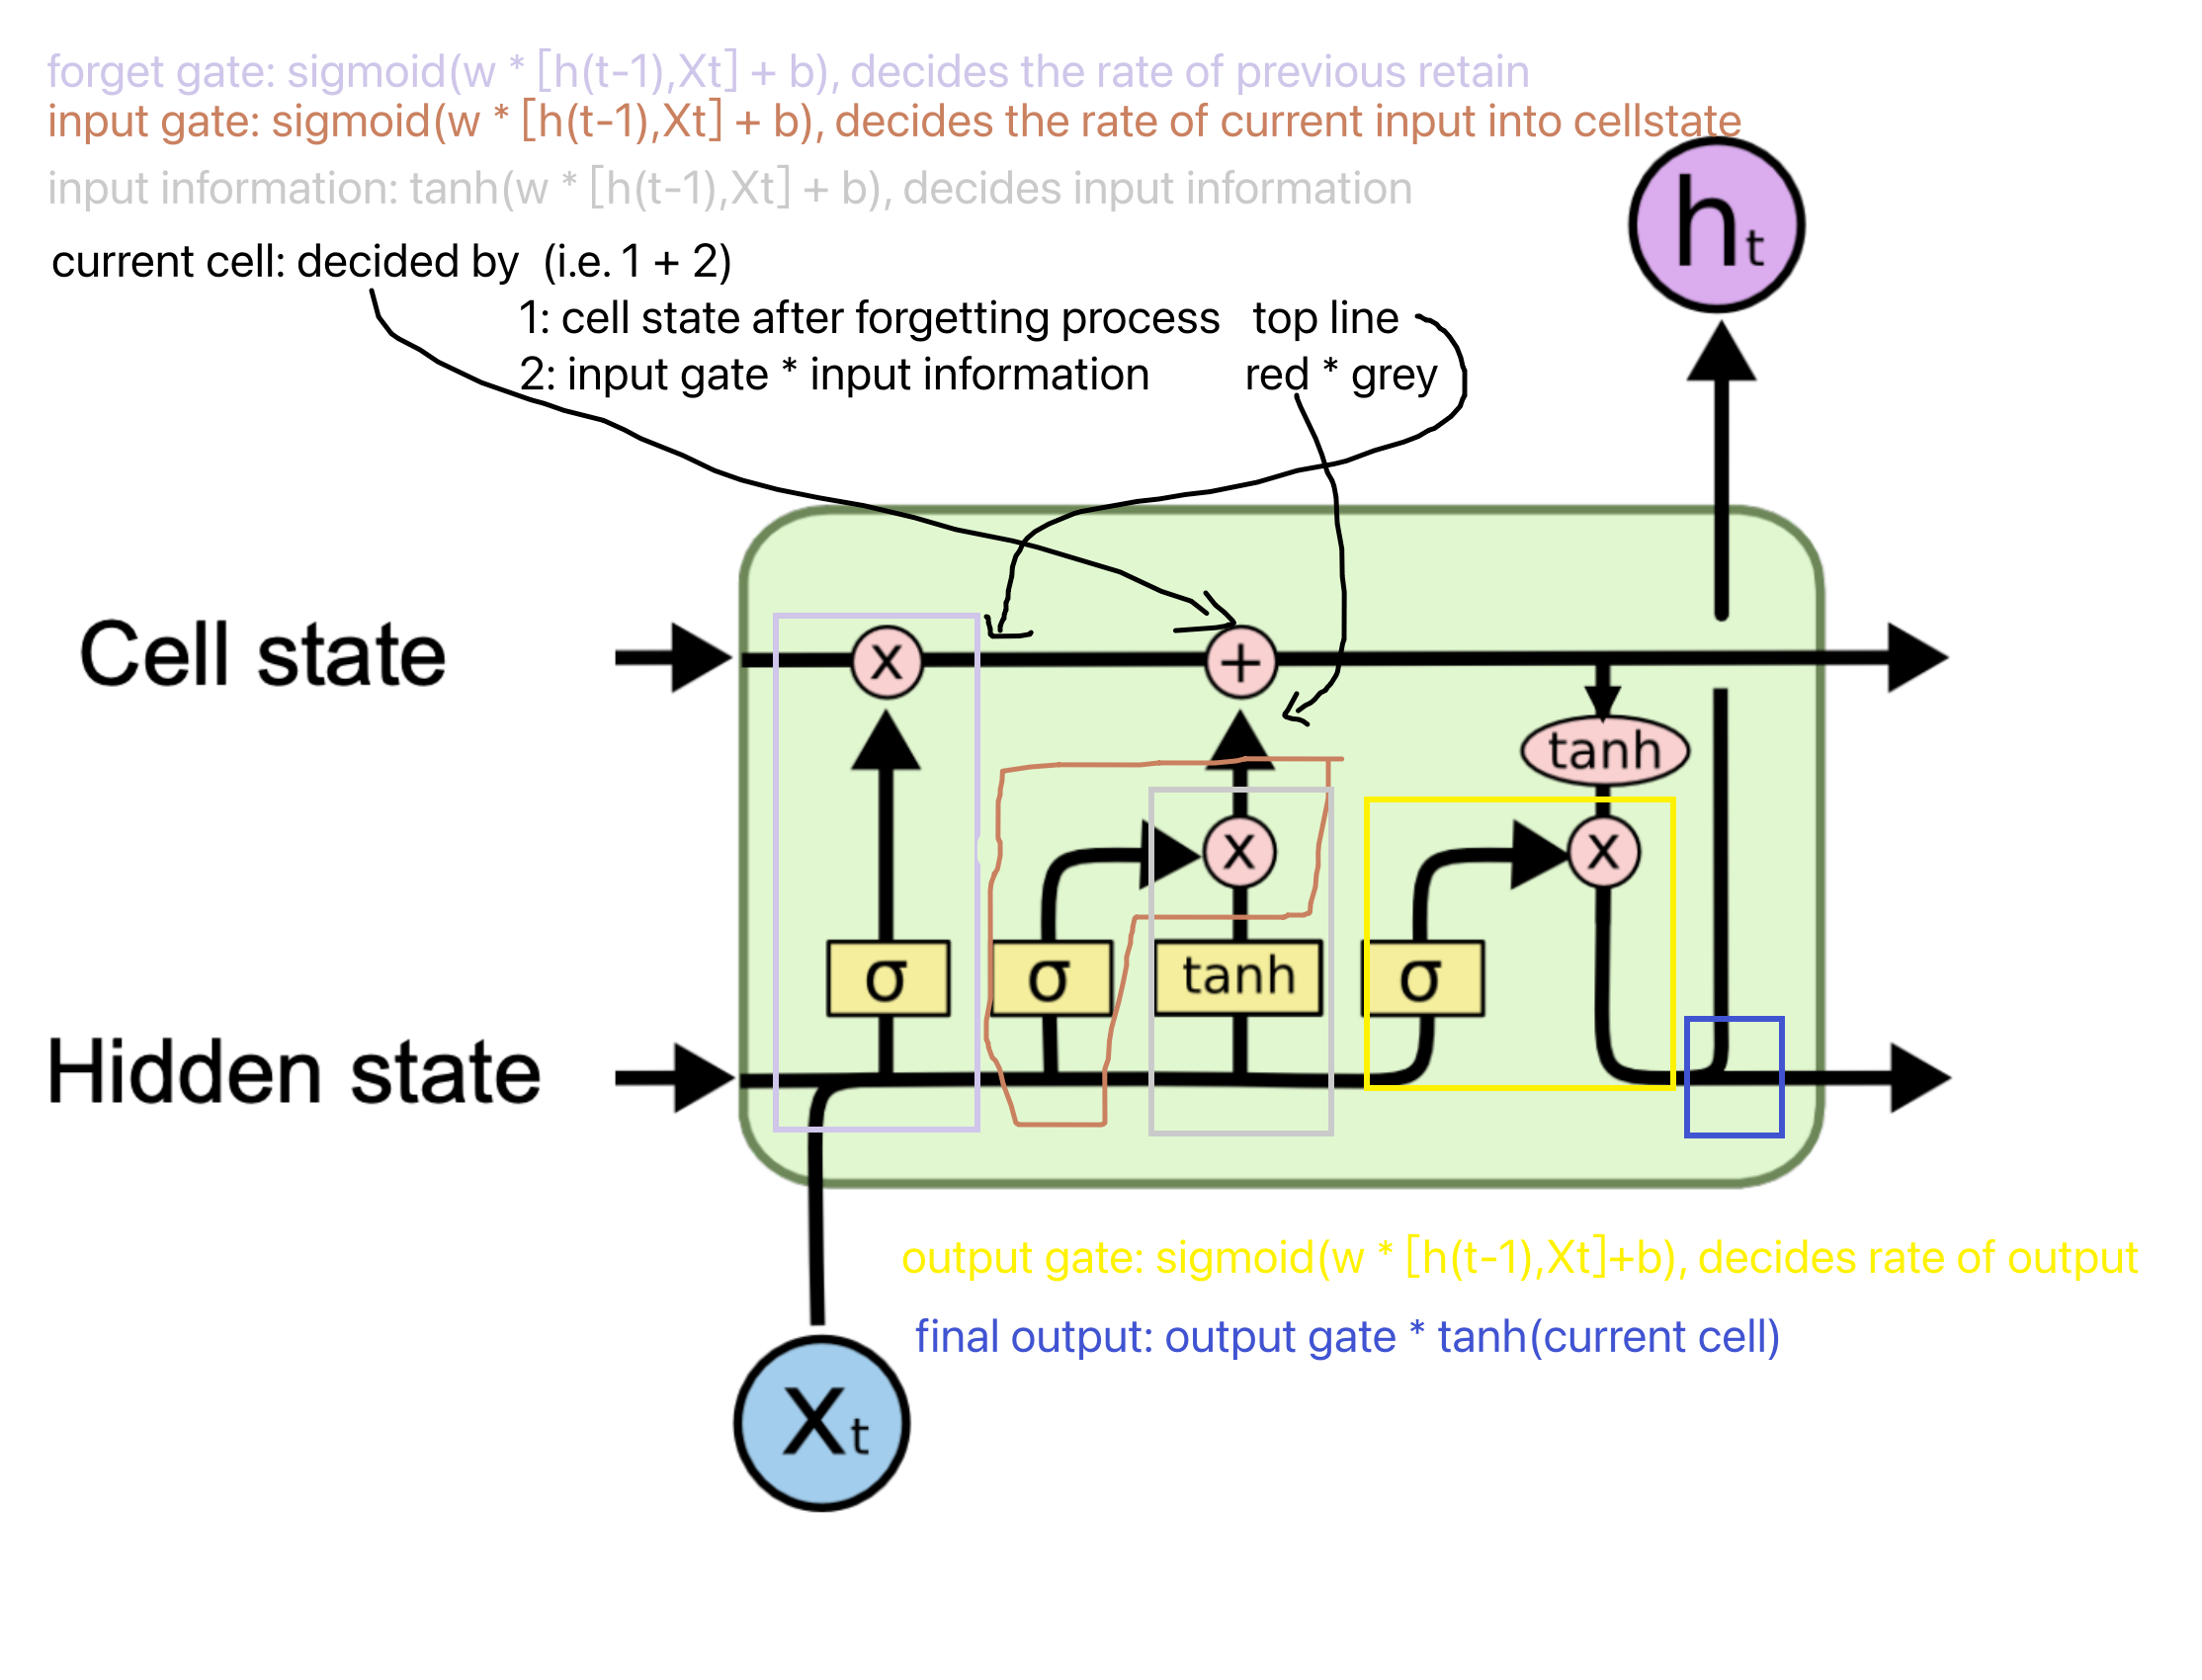 forget gate: sigmoid(w * [h(t-1),Xt] + b), decides the rate of previous retain
input gate: sigmoid(w * [h(t-1),Xt] + b), decides the rate of current input into cellstate
input information: tanh(w * [h(t-1),Xt] + b), decides input information
ht
current cell: decided by (i.e. 1 + 2)
1: cell state after forgetting process top line
2: input gate * input information red * grey
Cell state
x
+
tanh
x
x
σ
σ
tanh
σ
Hidden state
output gate: sigmoid(w * [h(t-1),Xt]+b), decides rate of output
final output: output gate * tanh(current cell)
Xt